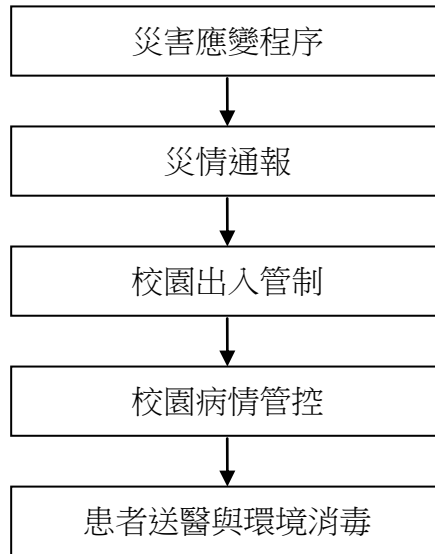 災害應變程序
災情通報
校園出入管制
校園病情管控
患者送醫與環境消毒